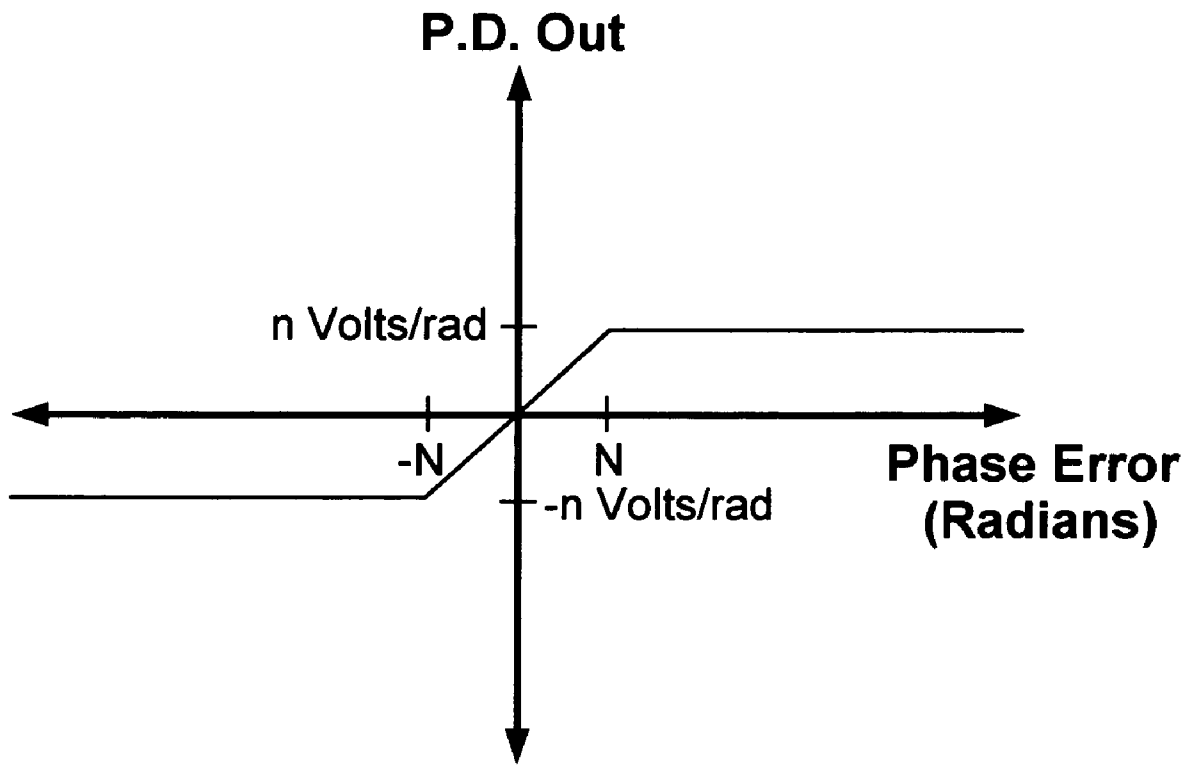 P.D. Out
n Volts/rad
-N
N
Phase Error
(Radians)
-n Volts/rad